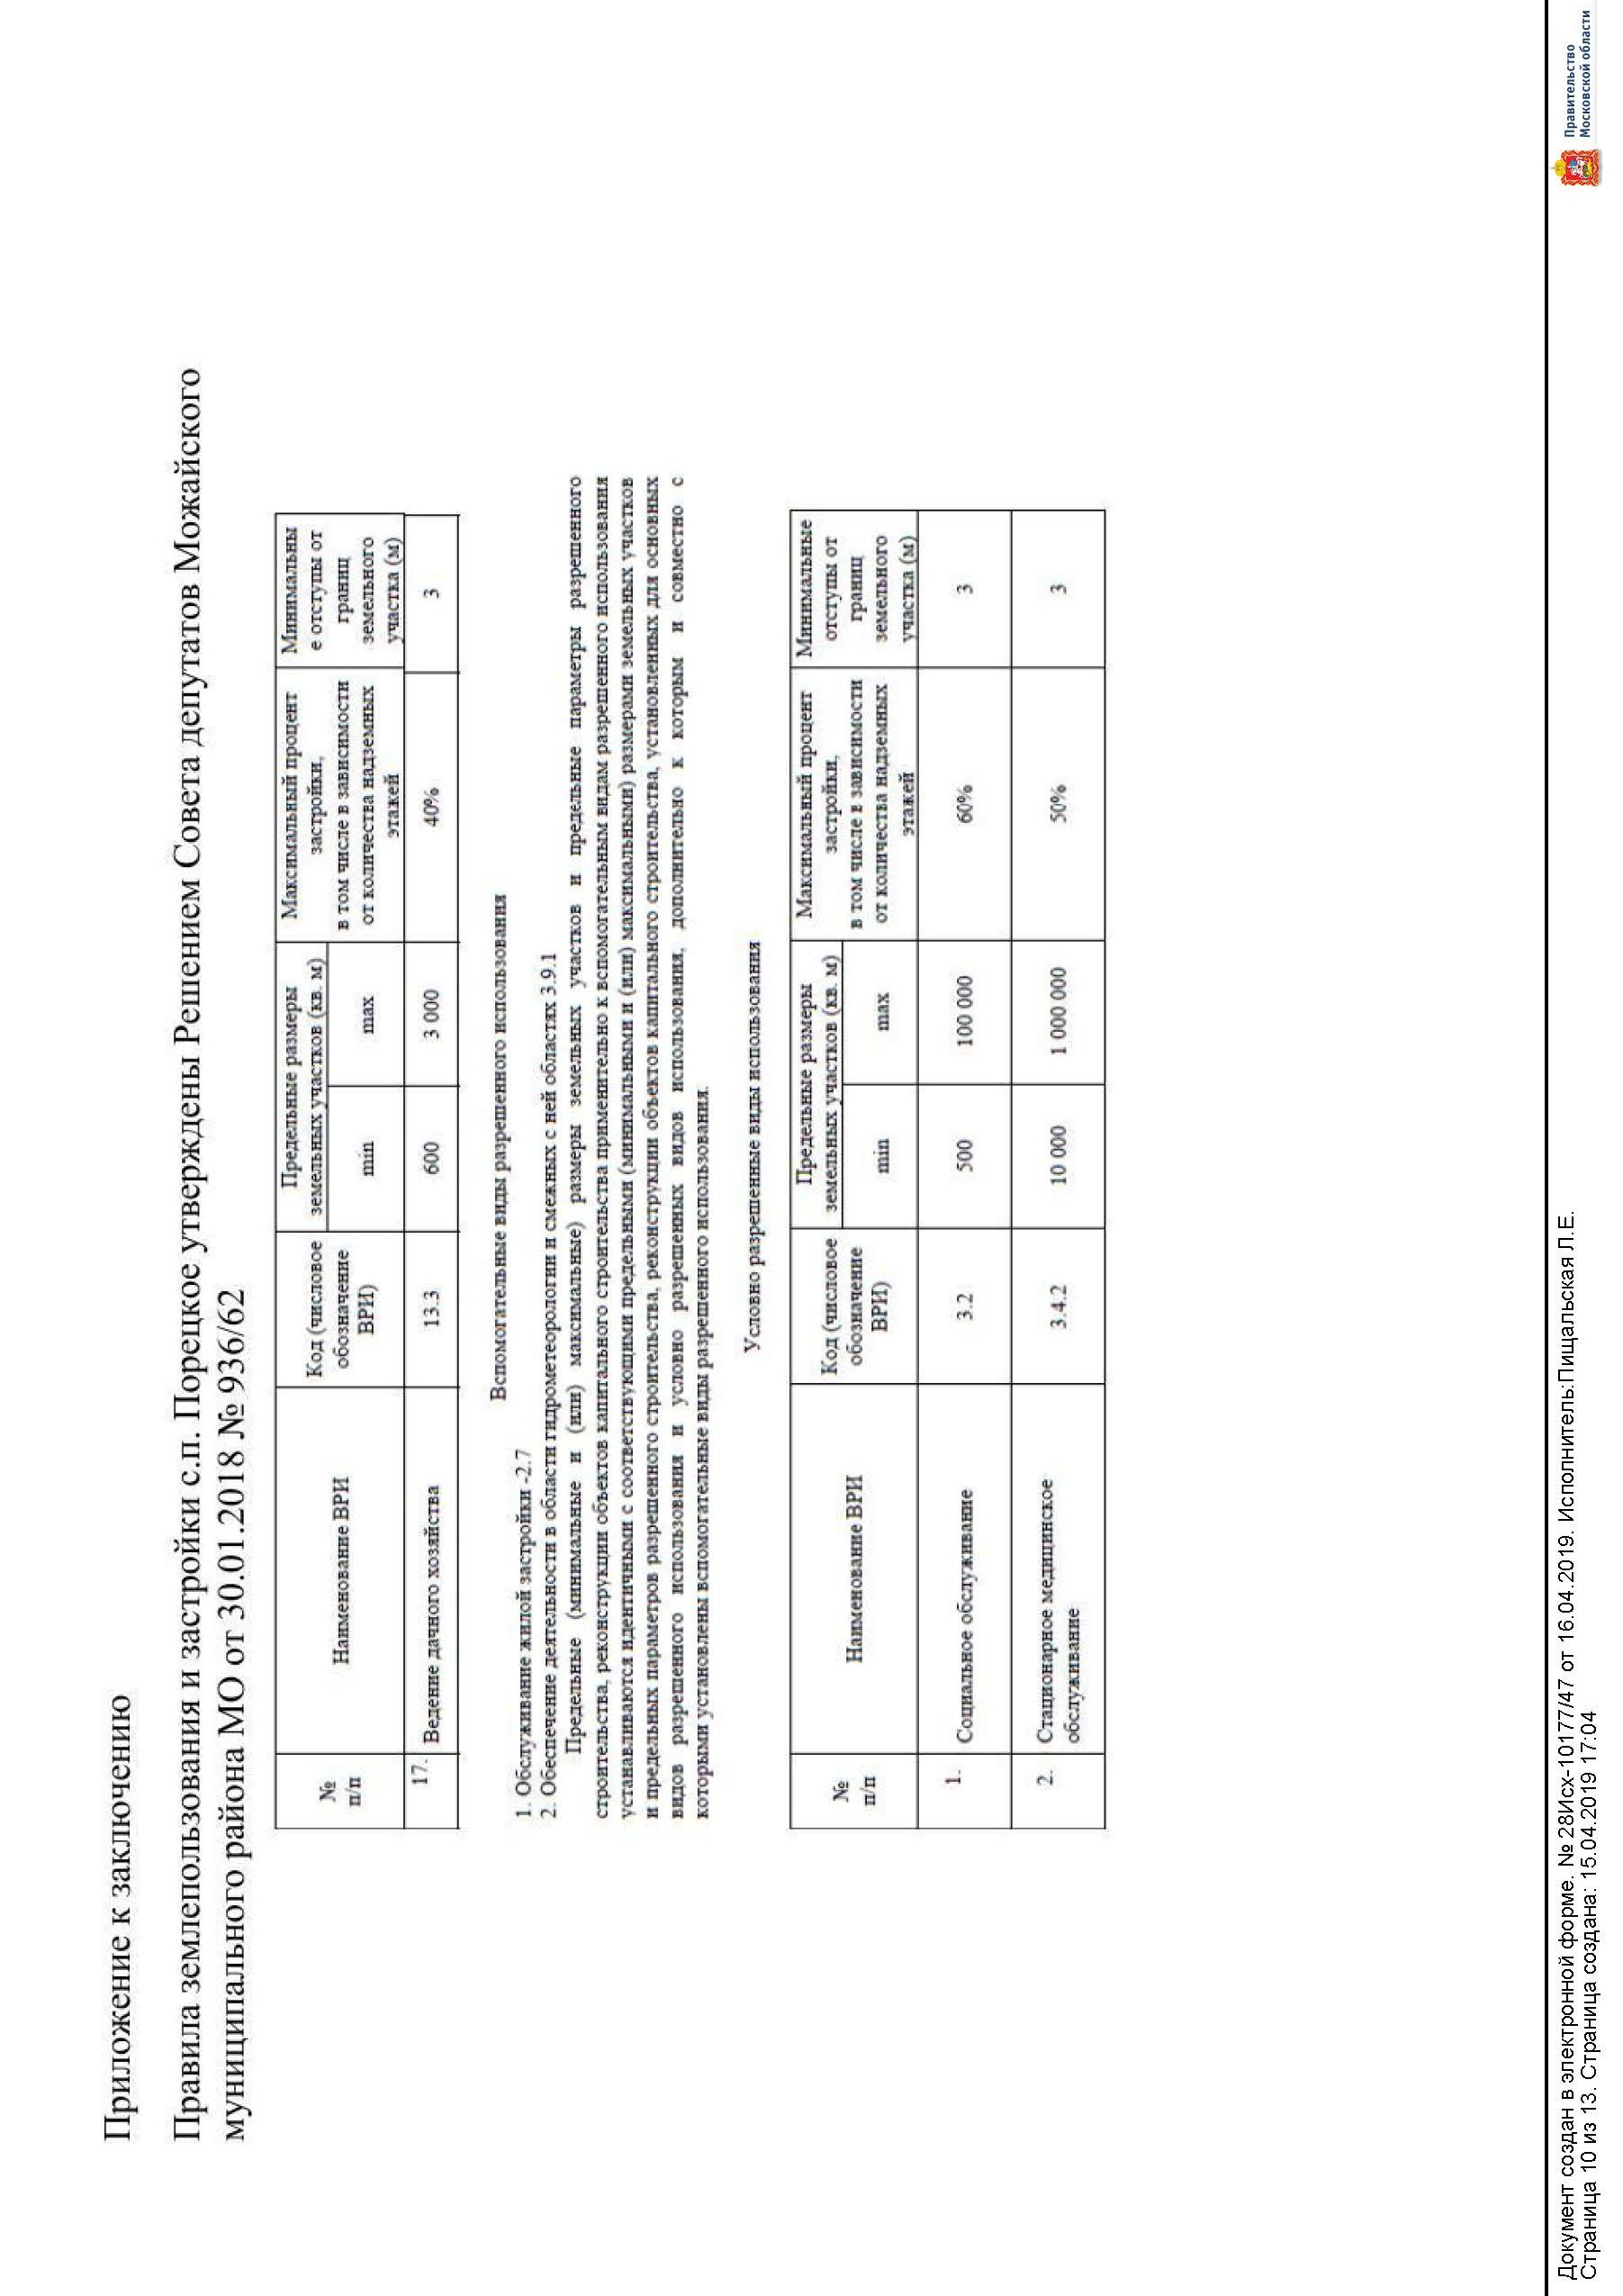 Приложение к заключению
Правила землепользования и застройки с.п. Порецкое утверждены Решением Совета депутатов Можайского
муниципального района МО от 30.01.2018 № 936/62
№
п/п
Наименование ВРИ
Код (числовое
обозначение
ВРИ)
Предельные размеры
земельных участков (кв. м)
min
max
Максимальный процент
застройки,
в том числе в зависимости
от количества надземных
этажей
Минимальны
е отступы от
границ
земельного
участка (м)
17. Ведение дачного хозяйства 13.3 600 3 000 40% 3
Вспомогательные виды разрешенного использования
1. Обслуживание жилой застройки -2.7
2. Обеспечение деятельности в области гидрометеорологии и смежных с ней областях 3.9.1
Предельные (минимальные и (или) максимальные) размеры земельных участков и предельные параметры разрешенного
строительства, реконструкции объектов капитального строительства применительно к вспомогательным видам разрешенного использования
устанавливаются идентичными с соответствующими предельными (минимальными и (или) максимальными) размерами земельных участков
и предельных параметров разрешенного строительства, реконструкции объектов капитального строительства, установленных для основных
видов разрешенного использования и условно разрешенных видов использования, дополнительно к которым и совместно с
которыми установлены вспомогательные виды разрешенного использования.
Условно разрешенные виды использования
№
п/п
Наименование ВРИ
Код (числовое
обозначение
ВРИ)
Предельные размеры
земельных участков (кв. м)
min
max
Максимальный процент
застройки,
в том числе в зависимости
от количества надземных
этажей
Минимальные
отступы от
границ
земельного
участка (м)
1. Социальное обслуживание 3.2 500 100 000 60% 3
2. Стационарное медицинское
обслуживание
3.4.2 10 000 1 000 000 50% 3
Документ создан в электронной форме. № 28Исх-10177/47 от 16.04.2019. Исполнитель:Пищальская Л.Е.
Страница 10 из 13. Страница создана: 15.04.2019 17:04
Правительство
Московской области